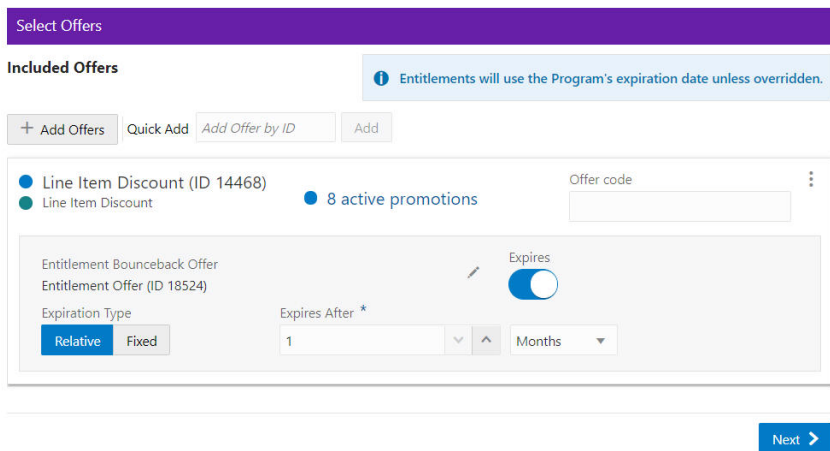 Select Offers
Included Offers
Entitlements will use the Program's expiration date unless overridden.
+ Add Offers Quick Add Add Offer by ID Add
Line Item Discount (ID 14468)
Line Item Discount
8 active promotions
Offer code
Entitlement Bounceback Offer
Entitlement Offer (ID 18524)
Expires
Expiration Type
Relative Fixed
Expires After *
1 Months
Next